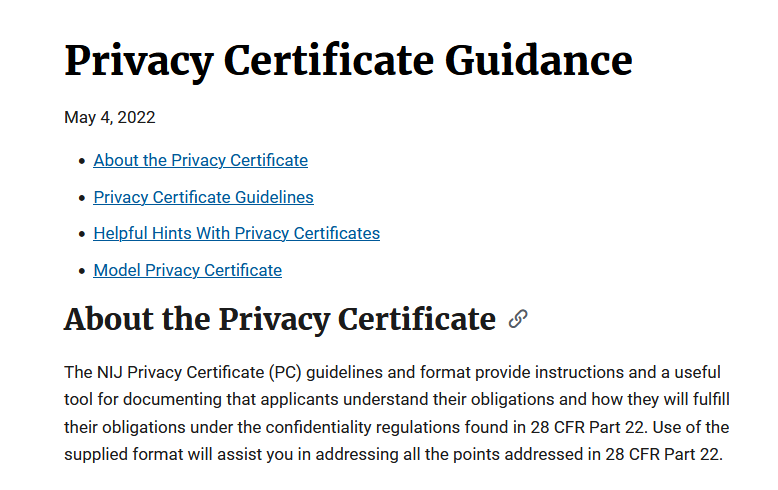 Privacy Certificate Guidance
May 4, 2022
About the Privacy Certificate
Privacy Certificate Guidelines
Helpful Hints With Privacy Certificates
Model Privacy Certificate
About the Privacy Certificate
The NIJ Privacy Certificate (PC) guidelines and format provide instructions and a useful
tool for documenting that applicants understand their obligations and how they will fulfill
their obligations under the confidentiality regulations found in 28 CFR Part 22. Use of the
supplied format will assist you in addressing all the points addressed in 28 CFR Part 22.